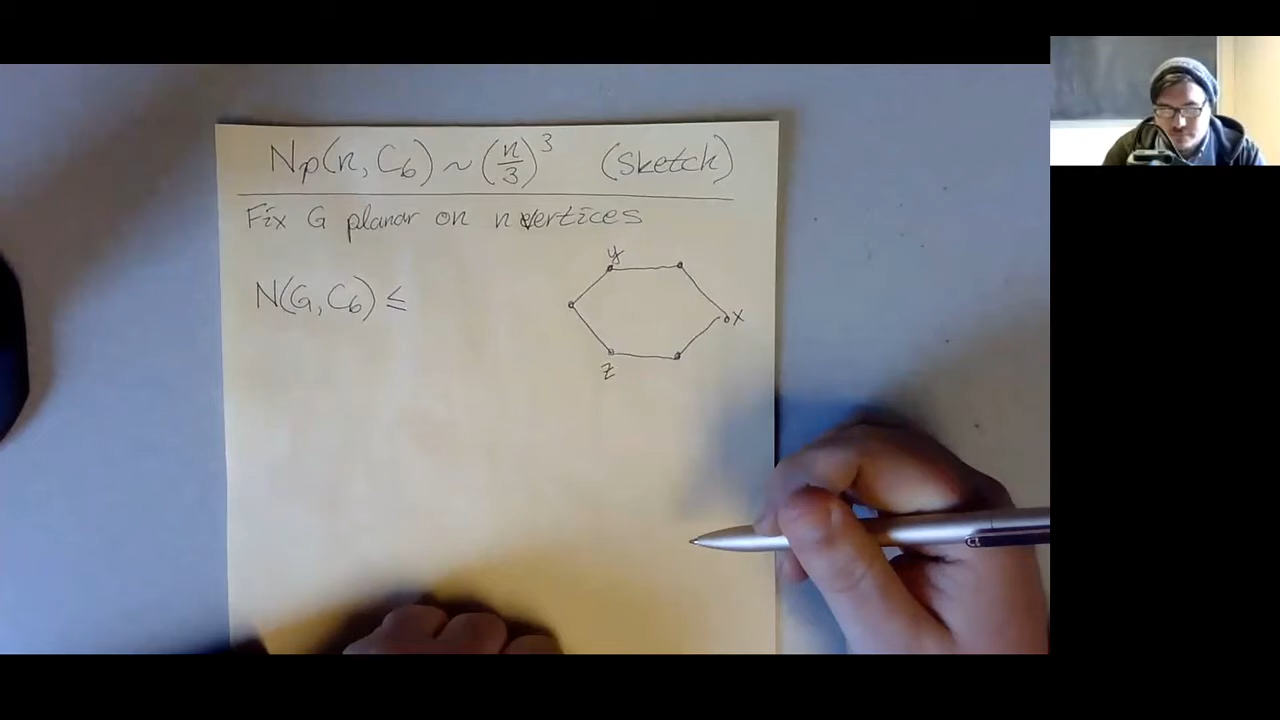 Np(n, C6) ~ (n/3)^3 (sketch)
Fix G planar on n vertices
N(G, C6) ≤
y
x
z